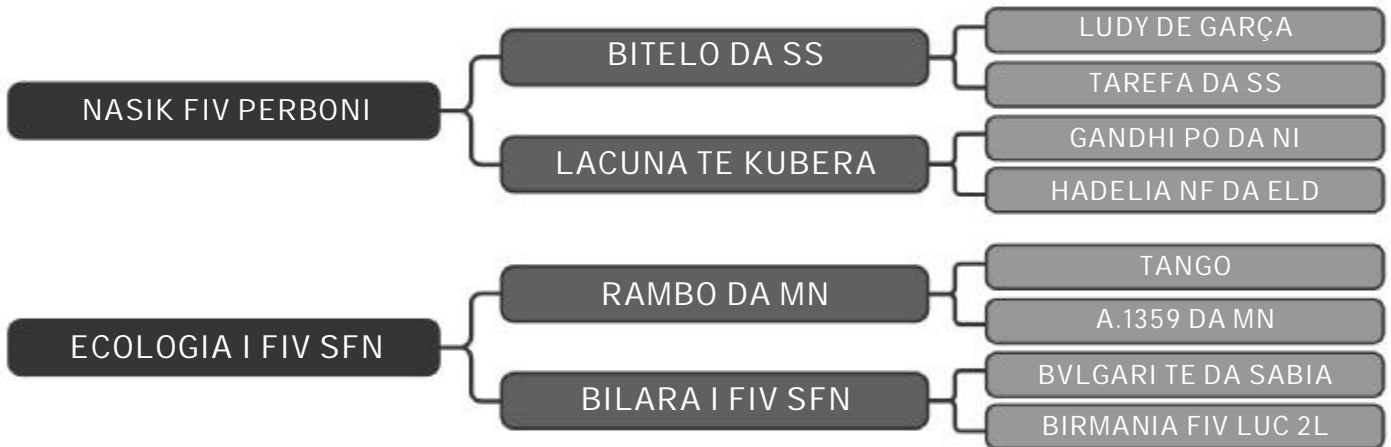 NASIK FIV PERBONI
BITELO DA SS
LUDY DE GARÇA
TAREFA DA SS
LACUNA TE KUBERA
GANDHI PO DA NI
HADELIA NF DA ELD
ECOLOGIA I FIV SFN
RAMBO DA MN
TANGO
A.1359 DA MN
BILARA I FIV SFN
BVLGARI TE DA SABIA
BIRMANIA FIV LUC 2L